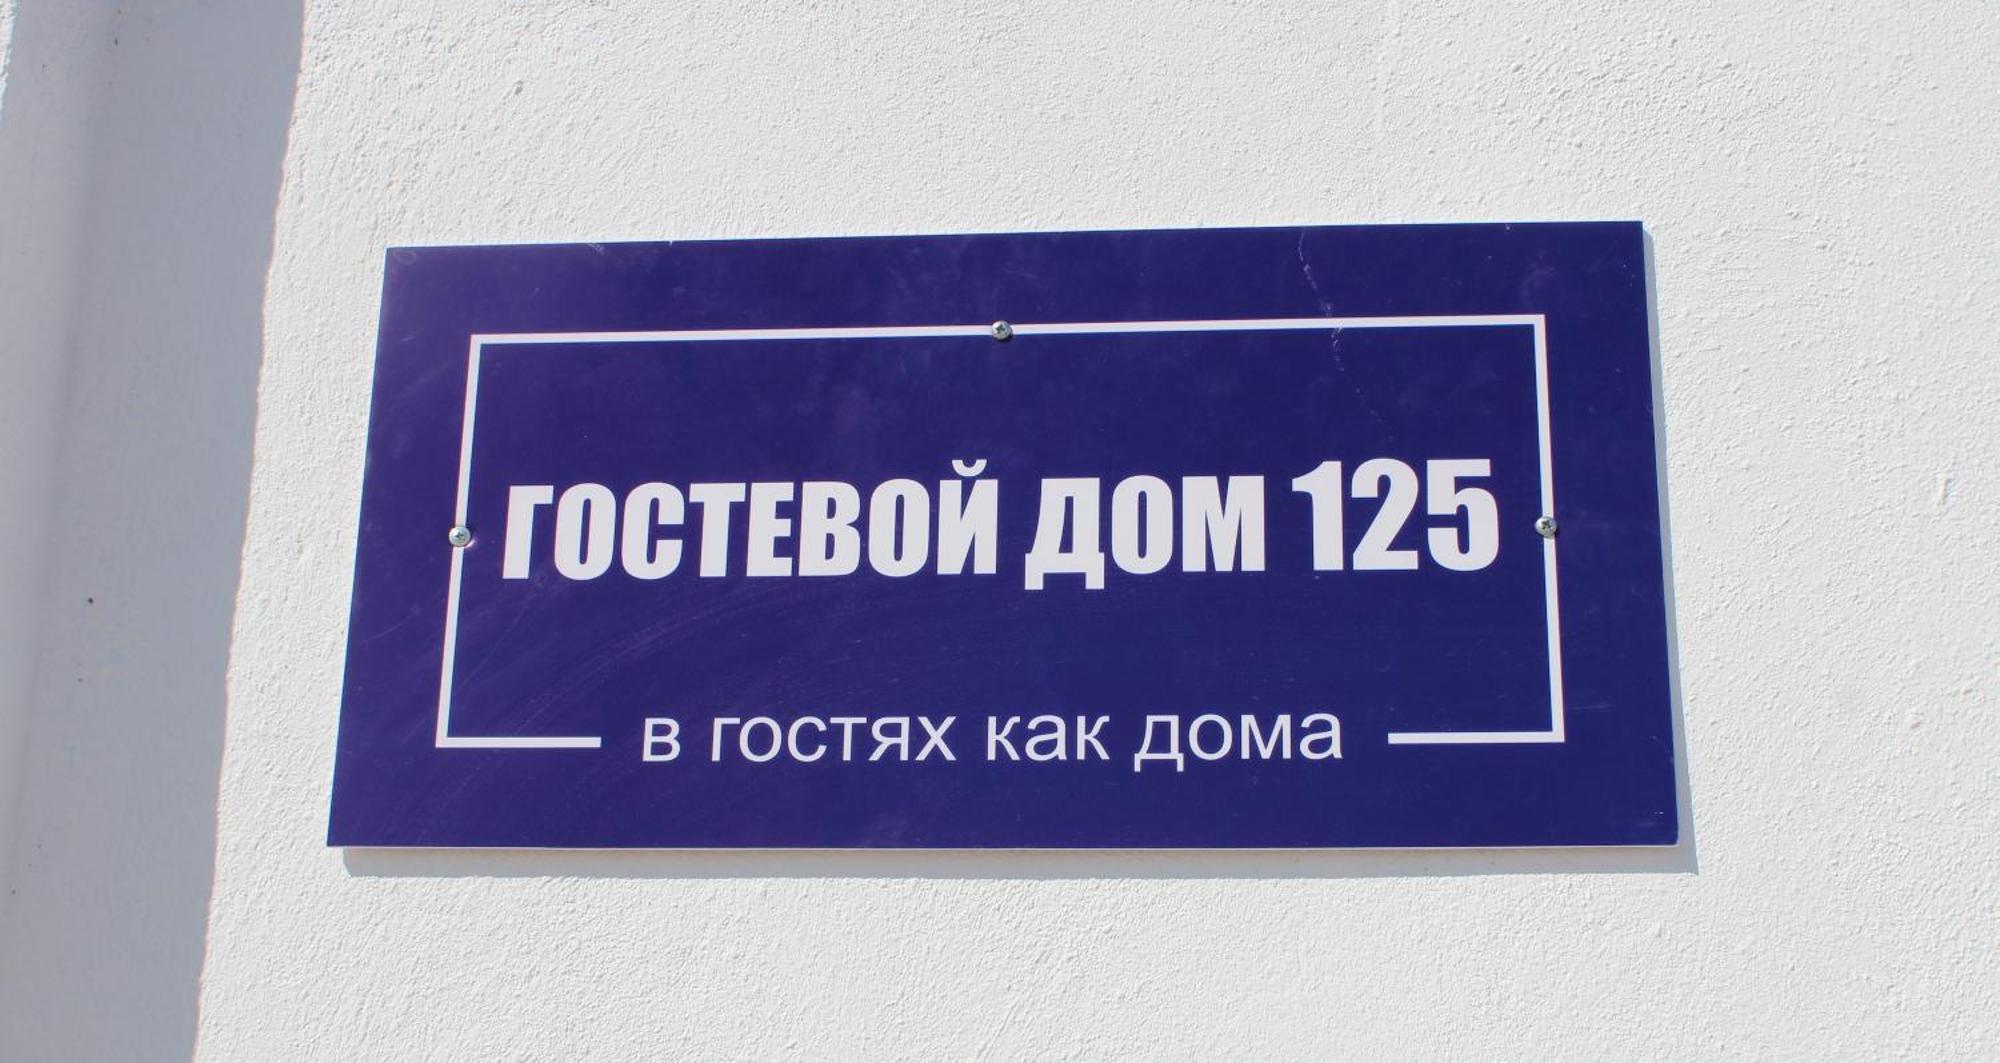 ГОСТЕВОЙ ДОМ 125
в гостях как дома